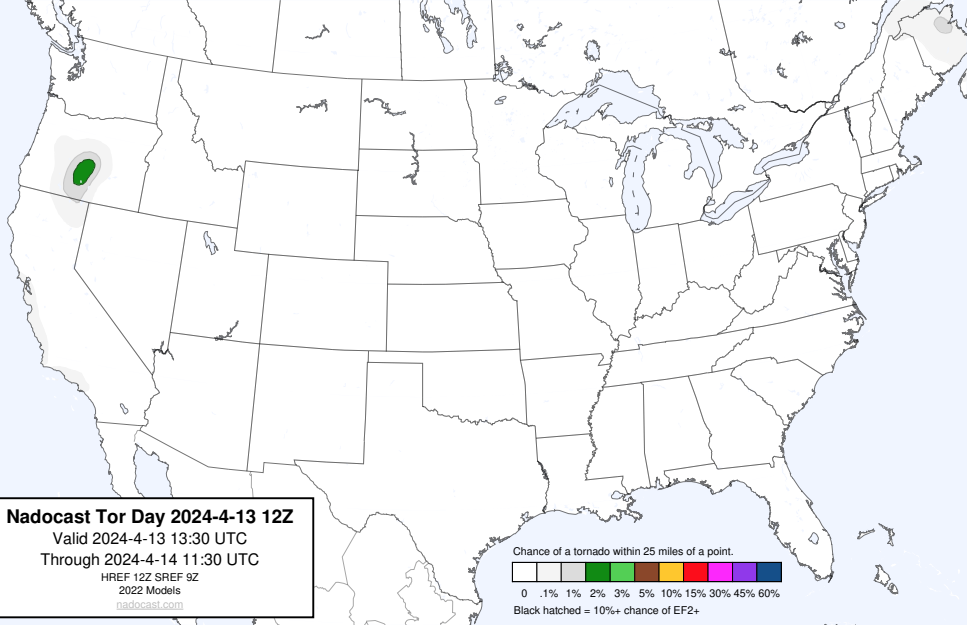 Nadocast Tor Day 2024-4-13 12Z
Valid 2024-4-13 13:30 UTC
Through 2024-4-14 11:30 UTC
HREF 12Z SREF 9Z
2022 Models
nadocast.com
Chance of a tornado within 25 miles of a point.
0 .1% 1% 2% 3% 5% 10% 15% 30% 45% 60%
Black hatched = 10%+ chance of EF2+